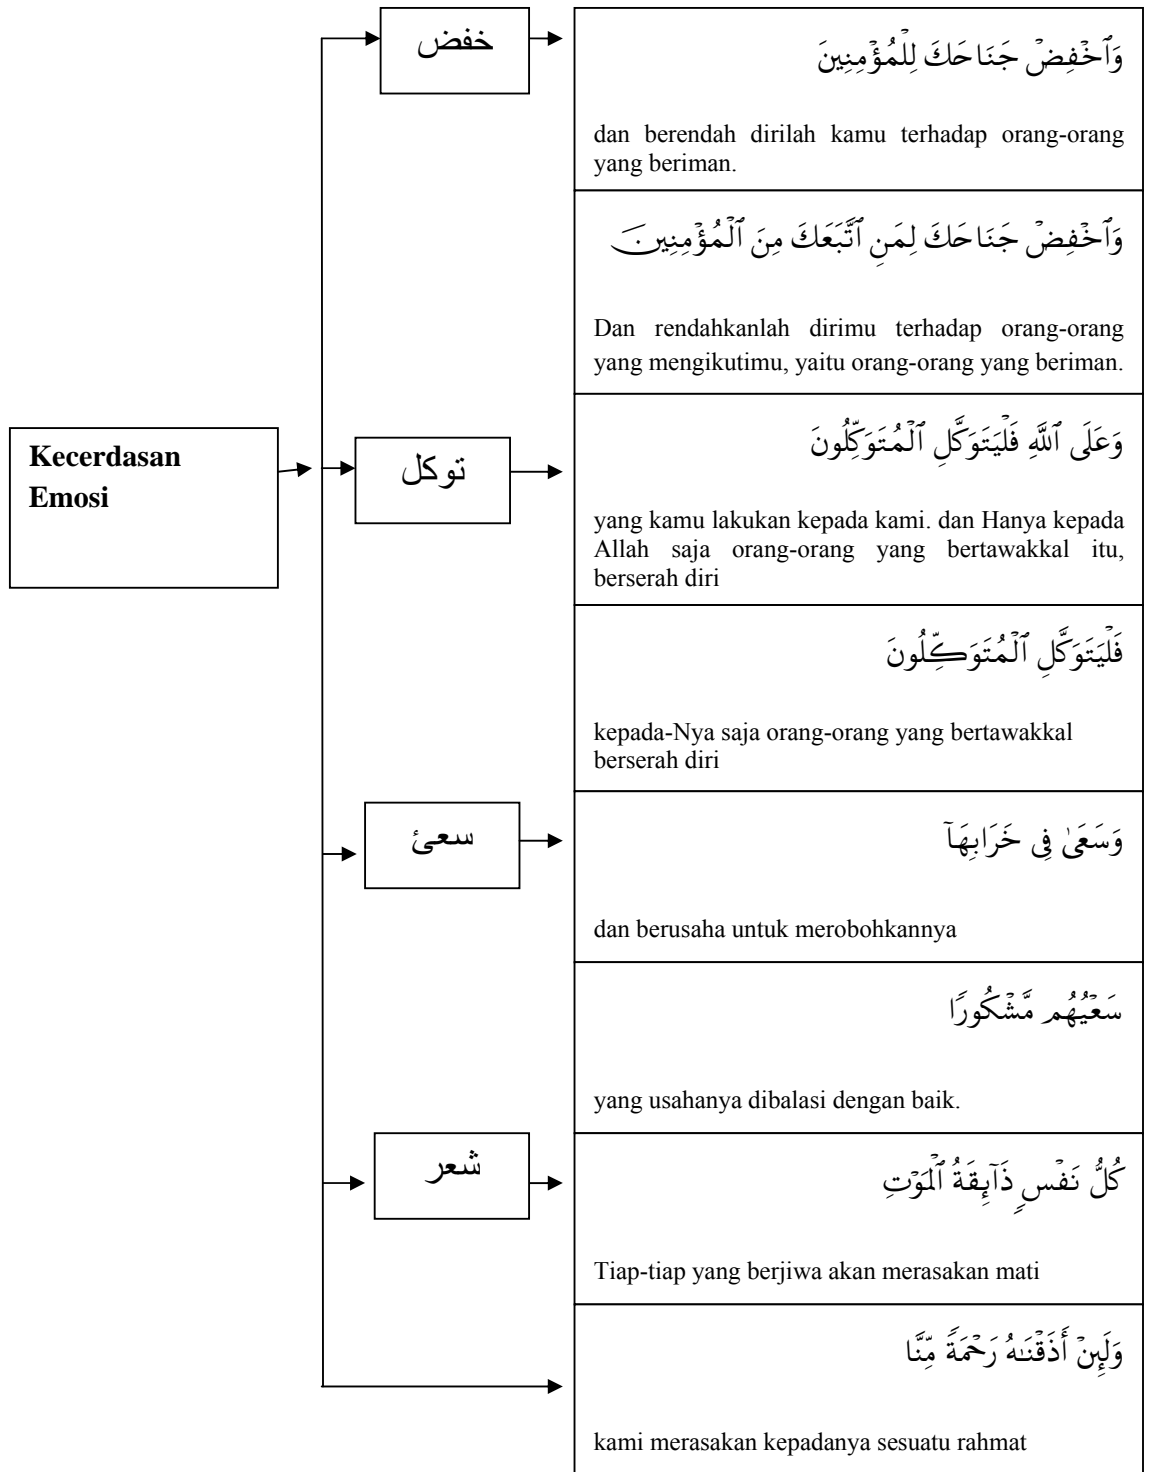 خفض
وَٱخْفِضْ جَنَاحَكَ لِلْمُؤْمِنِينَ
dan berendah dirilah kamu terhadap orang-orang
yang beriman.
وَٱخْفِضْ جَنَاحَكَ لِمَنِ ٱتَّبَعَكَ مِنَ ٱلْمُؤْمِنِينَ
Dan rendahkanlah dirimu terhadap orang-orang
yang mengikutimu, yaitu orang-orang yang beriman.
Kecerdasan
Emosi
توكل
وَعَلَى ٱللَّهِ فَلْيَتَوَكَّلِ ٱلْمُتَوَكِّلُونَ
yang kamu lakukan kepada kami. dan Hanya kepada
Allah saja orang-orang yang bertawakkal itu,
berserah diri
فَلْيَتَوَكَّلِ ٱلْمُتَوَكِّلُونَ
kepada-Nya saja orang-orang yang bertawakkal
berserah diri
سعئ
وَسَعَىٰ فِى خَرَابِهَآ
dan berusaha untuk merobohkannya
سَعْيُهُم مَّشْكُورًا
yang usahanya dibalasi dengan baik.
شعر
كُلُّ نَفْسٍ ذَآئِقَةُ ٱلْمَوْتِ
Tiap-tiap yang berjiwa akan merasakan mati
وَلَئِنْ أَذَقْنَٰهُ رَحْمَةً مِّنَّا
kami merasakan kepadanya sesuatu rahmat